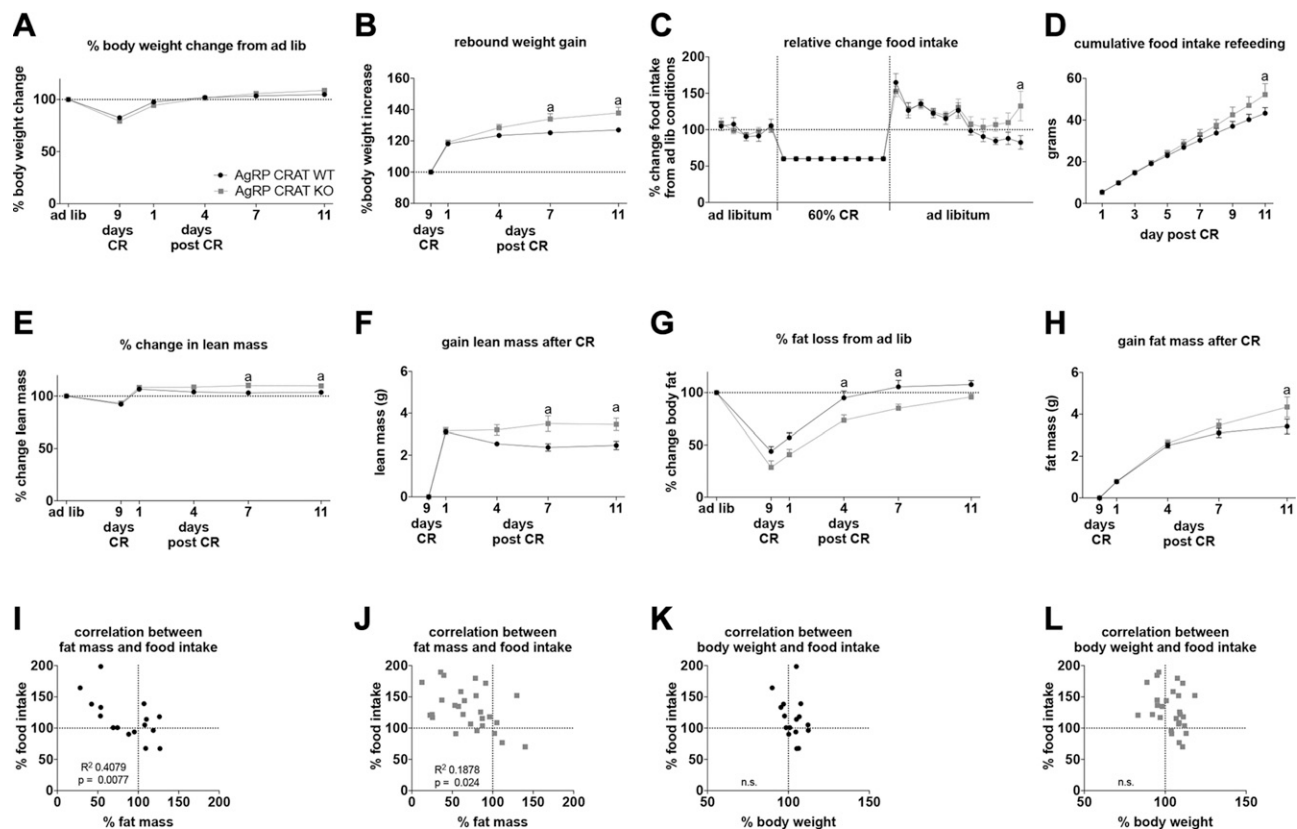 A
% body weight change from ad lib
% body weight change
100
50
0
AgRP CRAT WT
AgRP CRAT KO
ad lib 9 1 4 7 11
days days
CR post CR
B
rebound weight gain
%body weight increase
160
140
120
100
80
a a
9 1 4 7 11
days days
CR post CR
C
relative change food intake
% change food intake
from ad lib conditions
200
150
100
50
0
a
ad libitum 60% CR ad libitum
D
cumulative food intake refeeding
grams
60
40
20
0
a
1 3 5 7 9 11
day post CR
E
% change in lean mass
% change lean mass
100
50
0
a a
ad lib 9 1 4 7 11
days days
CR post CR
F
gain lean mass after CR
lean mass (g)
6
4
2
0
a a
9 1 4 7 11
days days
CR post CR
G
% fat loss from ad lib
% change body fat
100
50
0
a a
ad lib 9 1 4 7 11
days days
CR post CR
H
gain fat mass after CR
fat mass (g)
6
4
2
0
a
9 1 4 7 11
days days
CR post CR
I
correlation between
fat mass and food intake
% food intake
200
150
100
50
0
R² 0.4079
p = 0.0077
0 50 100 150 200
% fat mass
J
correlation between
fat mass and food intake
% food intake
200
150
100
50
0
R² 0.1878
p = 0.024
0 50 100 150 200
% fat mass
K
correlation between
body weight and food intake
% food intake
200
150
100
50
0
n.s.
50 100 150
% body weight
L
correlation between
body weight and food intake
% food intake
200
150
100
50
0
n.s.
50 100 150
% body weight